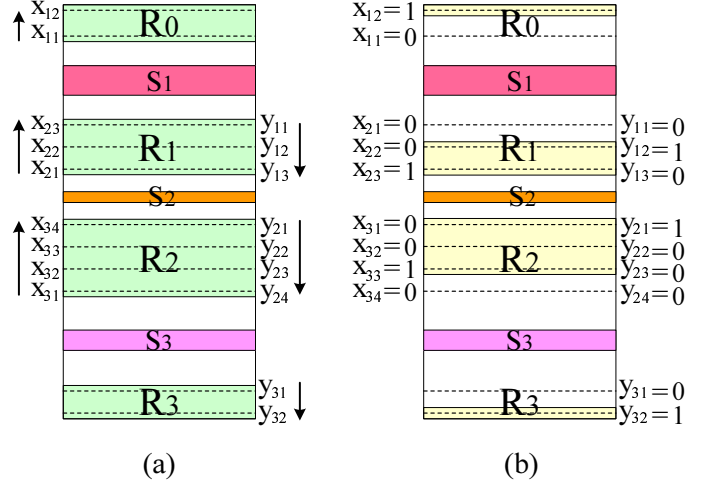 x12
R0
x11
S1
x23
y11
x22
R1
y12
x21
y13
S2
x34
y21
x33
y22
R2
x32
y23
x31
y24
S3
y31
R3
y32
(a)
x12=1
R0
x11=0
S1
x21=0
y11=0
x22=0
R1
y12=1
x23=1
y13=0
S2
x31=0
y21=1
x32=0
y22=0
R2
x33=1
y23=0
x34=0
y24=0
S3
y31=0
R3
y32=1
(b)